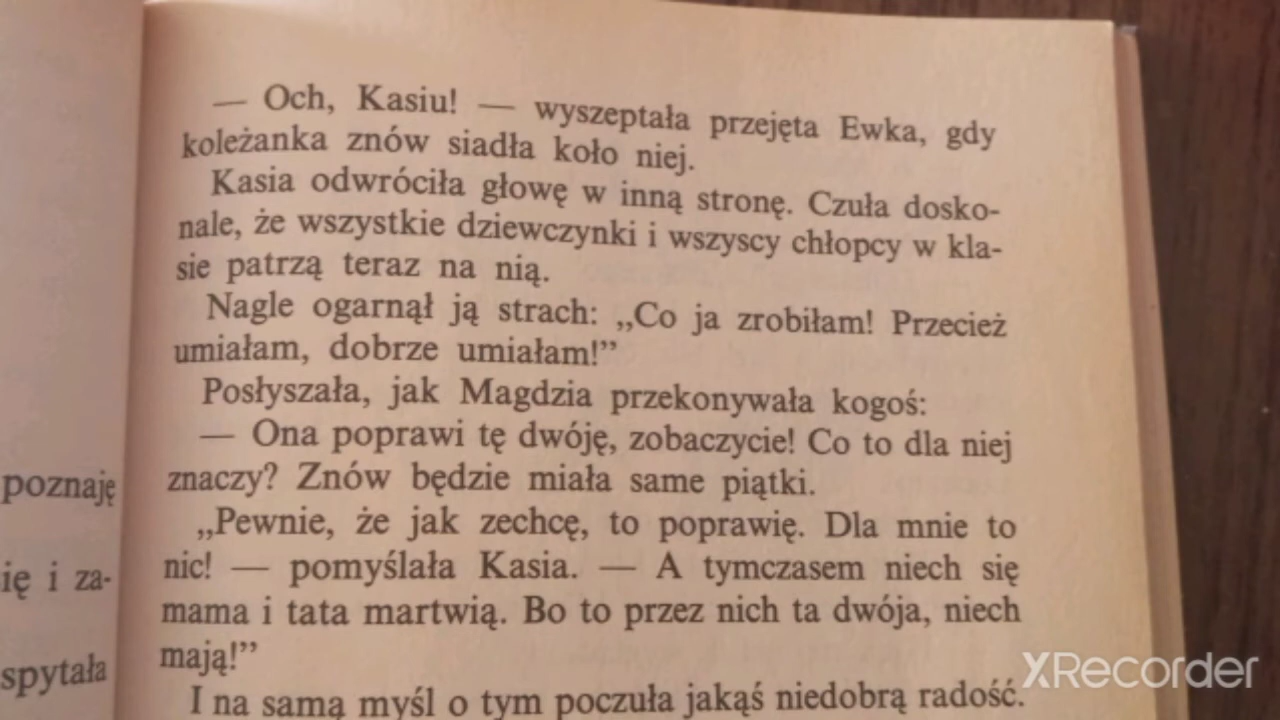 — Och, Kasiu! — wyszeptała przejęta Ewka, gdy
koleżanka znów siadła koło niej.
Kasia odwróciła głowę w inną stronę. Czuła dosko-
nale, że wszystkie dziewczynki i wszyscy chłopcy w kla-
sie patrzą teraz na nią.
Nagle ogarnął ją strach: „Co ja zrobiłam! Przecież
umiałam, dobrze umiałam!”
Posłyszała, jak Magdzia przekonywała kogoś:
— Ona poprawi tę dwóję, zobaczycie! Co to dla niej
znaczy? Znów będzie miała same piątki.
„Pewnie, że jak zechcę, to poprawię. Dla mnie to
nic! — pomyślała Kasia. — A tymczasem niech się
mama i tata martwią. Bo to przez nich ta dwója, niech
mają!”
I na samą myśl o tym poczuła jakąś niedobrą radość.
poznaję
ię i za-
spytała
XRecorder